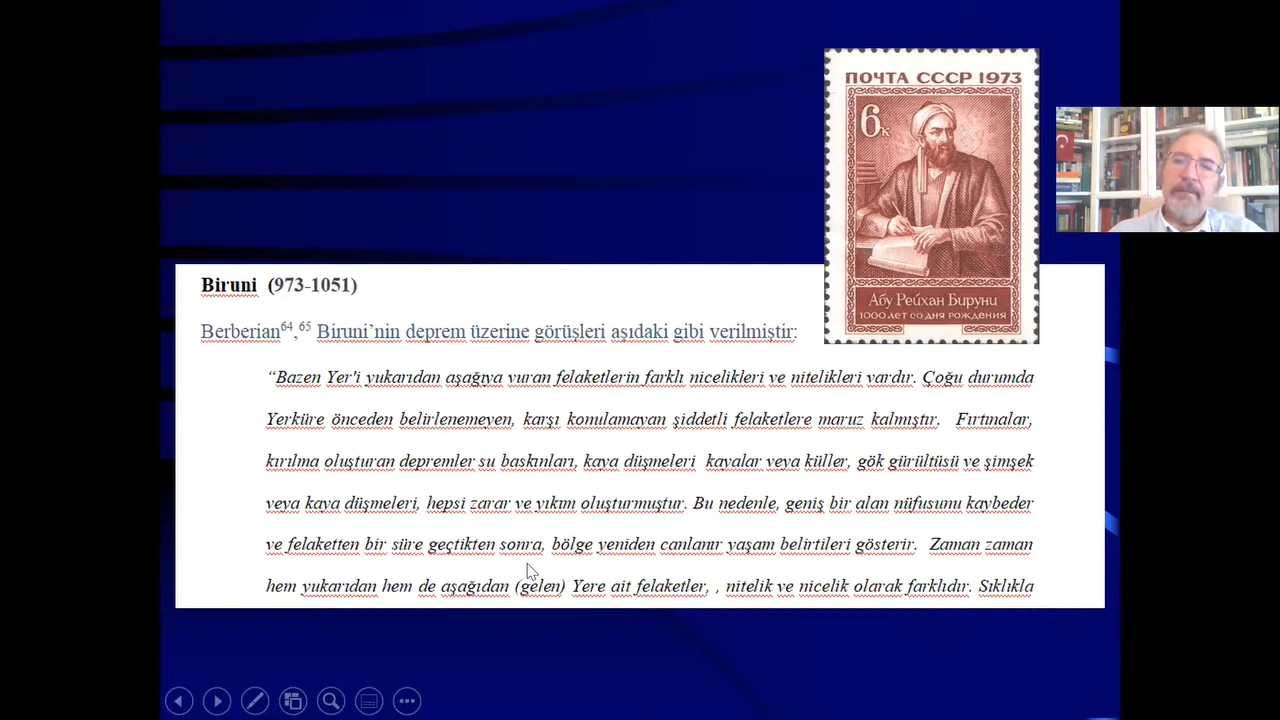 ПОЧТА СССР 1973
6к
Абу Рейхан Бируни
1000 ЛЕТ СО ДНЯ РОЖДЕНИЯ
Biruni (973-1051)
Berberian64,65 Biruni’nin deprem üzerine görüşleri aşıdaki gibi verilmiştir:
“Bazen Yer'i yukarıdan aşağıya vuran felaketlerin farklı nicelikleri ve nitelikleri vardır. Çoğu durumda
Yerküre önceden belirlenemeyen, karşı konulamayan şiddetli felaketlere maruz kalmıştır. Fırtınalar,
kırılma oluşturan depremler su baskınları, kaya düşmeleri kayalar veya küller, gök gürültüsü ve şimşek
veya kaya düşmeleri, hepsi zarar ve yıkım oluşturmuştur. Bu nedenle, geniş bir alan nüfusunu kaybeder
ve felaketten bir süre geçtikten sonra, bölge yeniden canlanır yaşam belirtileri gösterir. Zaman zaman
hem yukarıdan hem de aşağıdan (gelen) Yere ait felaketler, , nitelik ve nicelik olarak farklıdır. Sıklıkla